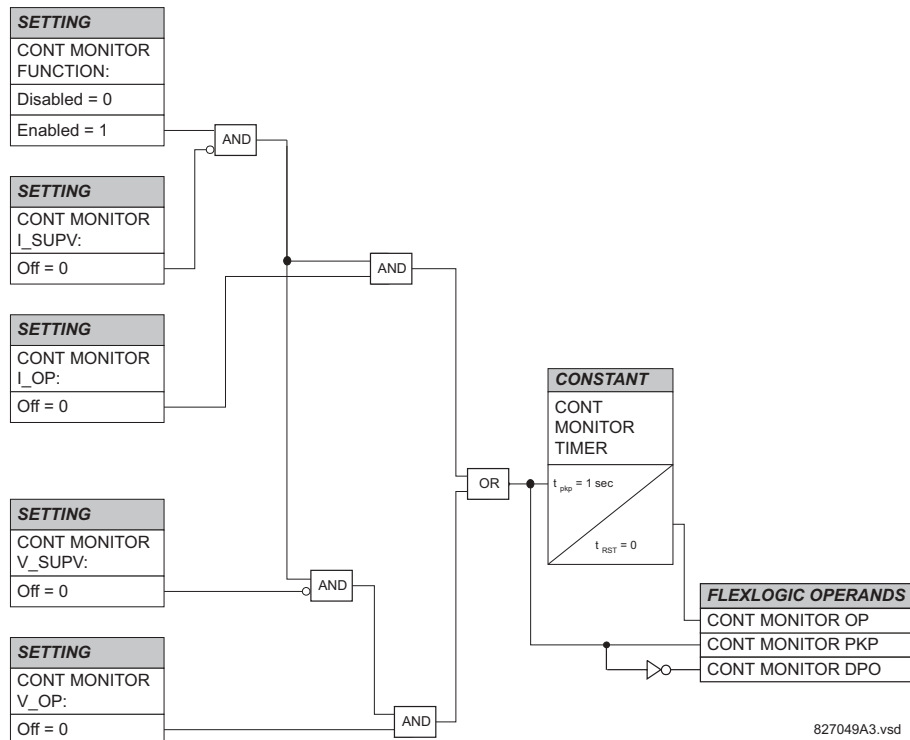 SETTING
CONT MONITOR
FUNCTION:
Disabled = 0
Enabled = 1
AND
SETTING
CONT MONITOR
I_SUPV:
Off = 0
AND
SETTING
CONT MONITOR
I_OP:
Off = 0
CONSTANT
CONT
MONITOR
TIMER
OR
t pkp = 1 sec
t RST = 0
SETTING
CONT MONITOR
V_SUPV:
Off = 0
AND
FLEXLOGIC OPERANDS
CONT MONITOR OP
CONT MONITOR PKP
CONT MONITOR DPO
SETTING
CONT MONITOR
V_OP:
Off = 0
AND
827049A3.vsd